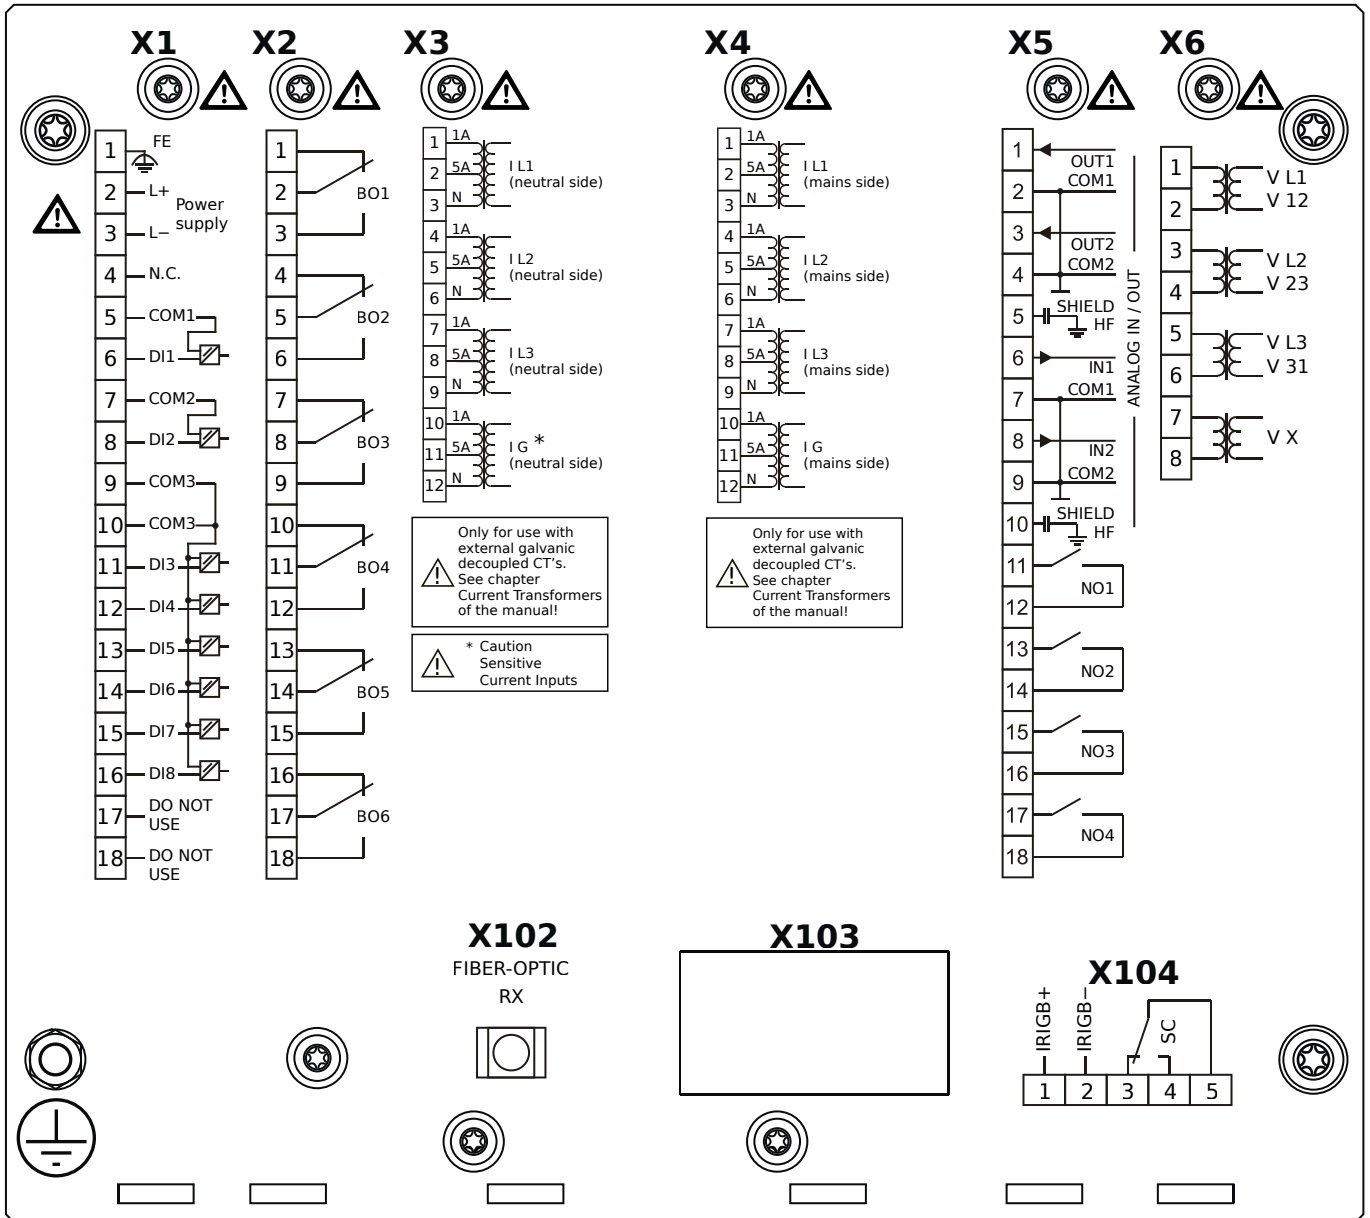 X1
X2
X3
X4
X5
X6
1
FE
2
L+
Power
supply
3
L−
4
N.C.
5
COM1
6
DI1
7
COM2
8
DI2
9
COM3
10
COM3
11
DI3
12
DI4
13
DI5
14
DI6
15
DI7
16
DI8
17
DO NOT
USE
18
DO NOT
USE
1
2
BO1
3
4
5
BO2
6
7
8
BO3
9
10
11
BO4
12
13
14
BO5
15
16
17
BO6
18
1
1A
2
5A
I L1
(neutral side)
3
N
4
1A
5
5A
I L2
(neutral side)
6
N
7
1A
8
5A
I L3
(neutral side)
9
N
10
1A
11
5A
I G *
(neutral side)
12
N
Only for use with
external galvanic
decoupled CT’s.
See chapter
Current Transformers
of the manual!
* Caution
Sensitive
Current Inputs
1
1A
2
5A
I L1
(mains side)
3
N
4
1A
5
5A
I L2
(mains side)
6
N
7
1A
8
5A
I L3
(mains side)
9
N
10
1A
11
5A
I G
(mains side)
12
N
Only for use with
external galvanic
decoupled CT’s.
See chapter
Current Transformers
of the manual!
1
OUT1
2
COM1
3
OUT2
4
COM2
5
SHIELD
HF
6
IN1
7
COM1
8
IN2
9
COM2
10
SHIELD
HF
ANALOG IN / OUT
11
NO1
12
13
NO2
14
15
NO3
16
17
NO4
18
1
V L1
2
V 12
3
V L2
4
V 23
5
V L3
6
V 31
7
V X
8
X102
FIBER-OPTIC
RX
X103
X104
IRIGB+
IRIGB−
SC
1 2 3 4 5